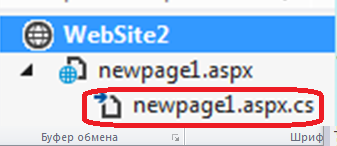 WebSite2
newpage1.aspx
newpage1.aspx.cs
Буфер обмена
Шриф